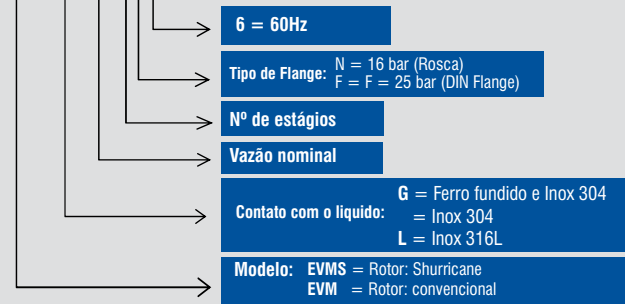 6 = 60Hz
Tipo de Flange: N = 16 bar (Rosca)
F = F = 25 bar (DIN Flange)
Nº de estágios
Vazão nominal
G = Ferro fundido e Inox 304
Contato com o liquido: = Inox 304
L = Inox 316L
Modelo: EVMS = Rotor: Shurricane
EVM = Rotor: convencional